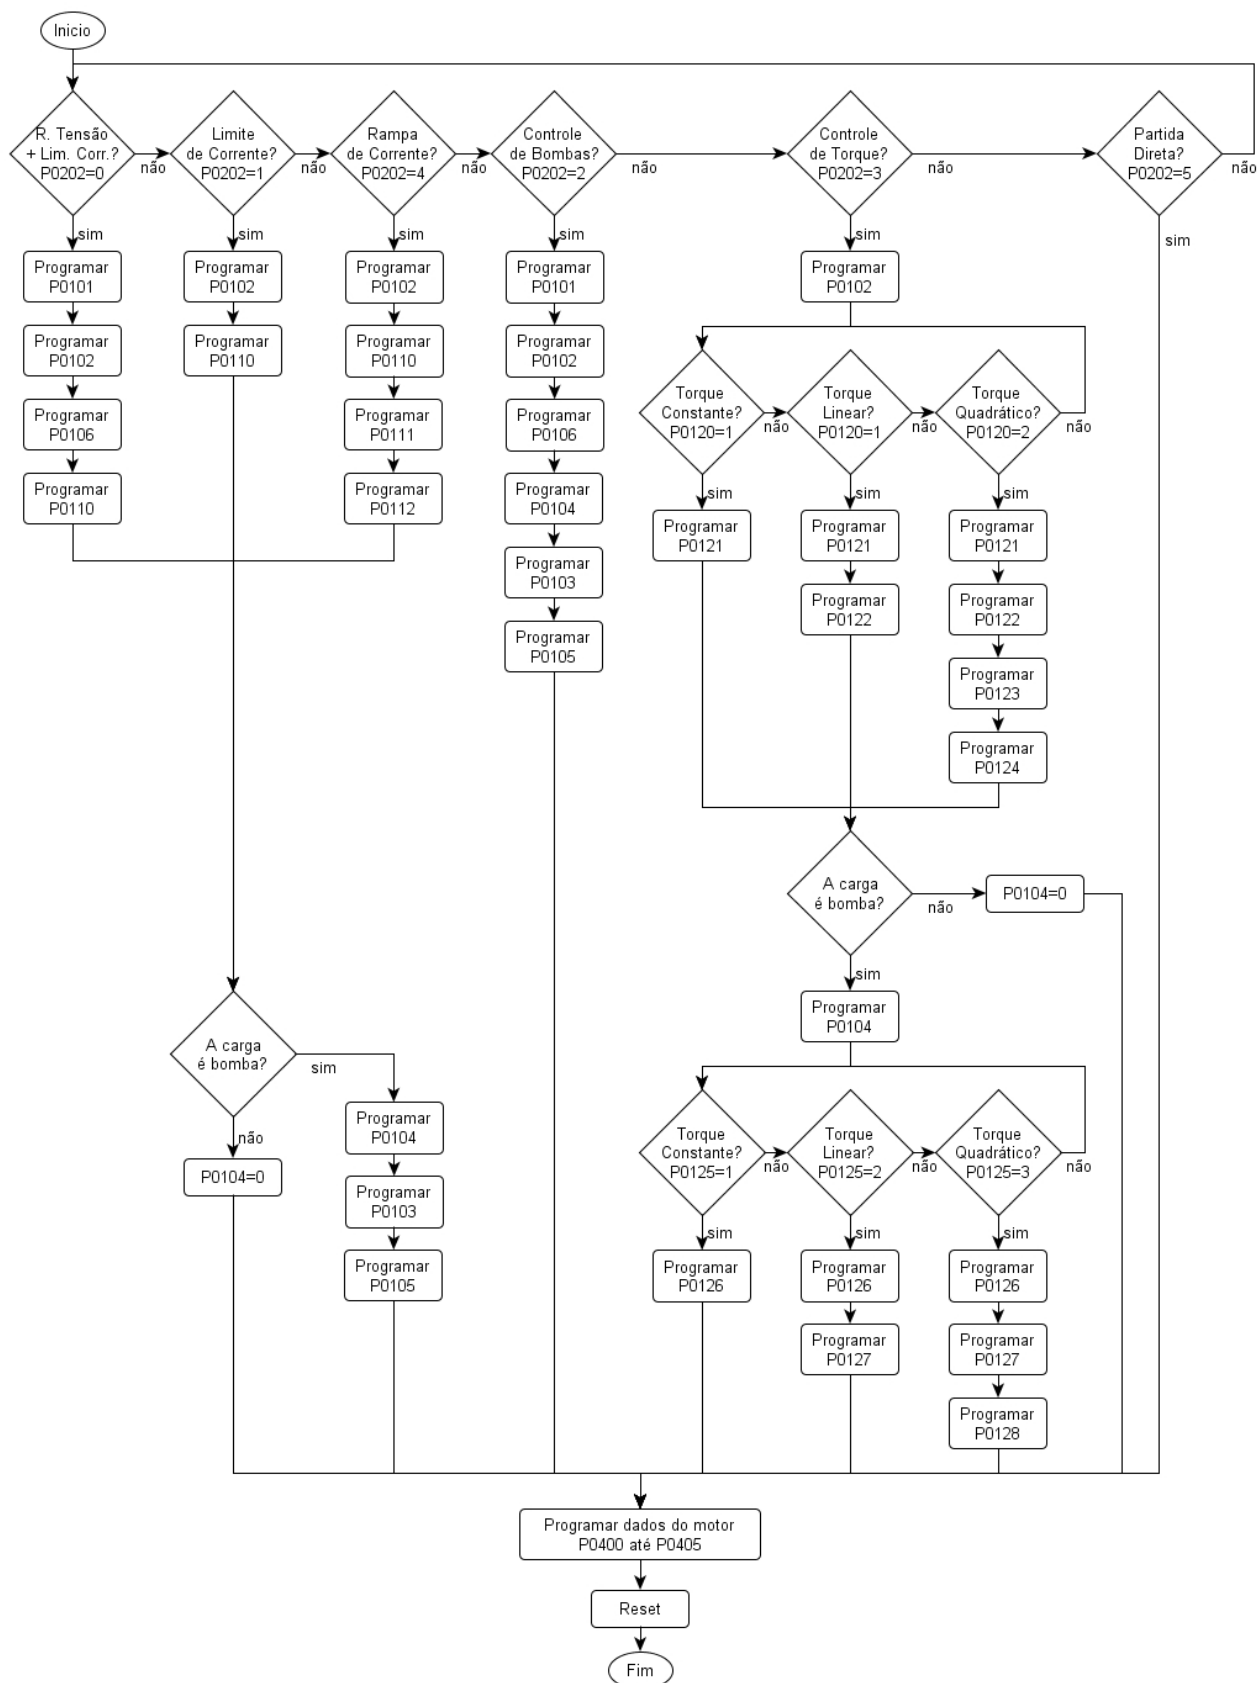 Inicio
R. Tensão
+ Lim. Corr.?
P0202=0
não
Limite
de Corrente?
P0202=1
não
Rampa
de Corrente?
P0202=4
não
Controle
de Bombas?
P0202=2
não
Controle
de Torque?
P0202=3
não
Partida
Direta?
P0202=5
não
sim
sim
sim
sim
sim
sim
Programar
P0101
Programar
P0102
Programar
P0106
Programar
P0110
Programar
P0102
Programar
P0110
Programar
P0102
Programar
P0110
Programar
P0111
Programar
P0112
Programar
P0101
Programar
P0102
Programar
P0106
Programar
P0104
Programar
P0103
Programar
P0105
Programar
P0102
Torque
Constante?
P0120=1
não
Torque
Linear?
P0120=1
não
Torque
Quadrático?
P0120=2
não
sim
sim
sim
Programar
P0121
Programar
P0121
Programar
P0122
Programar
P0121
Programar
P0122
Programar
P0123
Programar
P0124
A carga
é bomba?
não
P0104=0
sim
Programar
P0104
A carga
é bomba?
sim
não
P0104=0
Programar
P0104
Programar
P0103
Programar
P0105
Torque
Constante?
P0125=1
não
Torque
Linear?
P0125=2
não
Torque
Quadrático?
P0125=3
não
sim
sim
sim
Programar
P0126
Programar
P0126
Programar
P0127
Programar
P0126
Programar
P0127
Programar
P0128
Programar dados do motor
P0400 até P0405
Reset
Fim